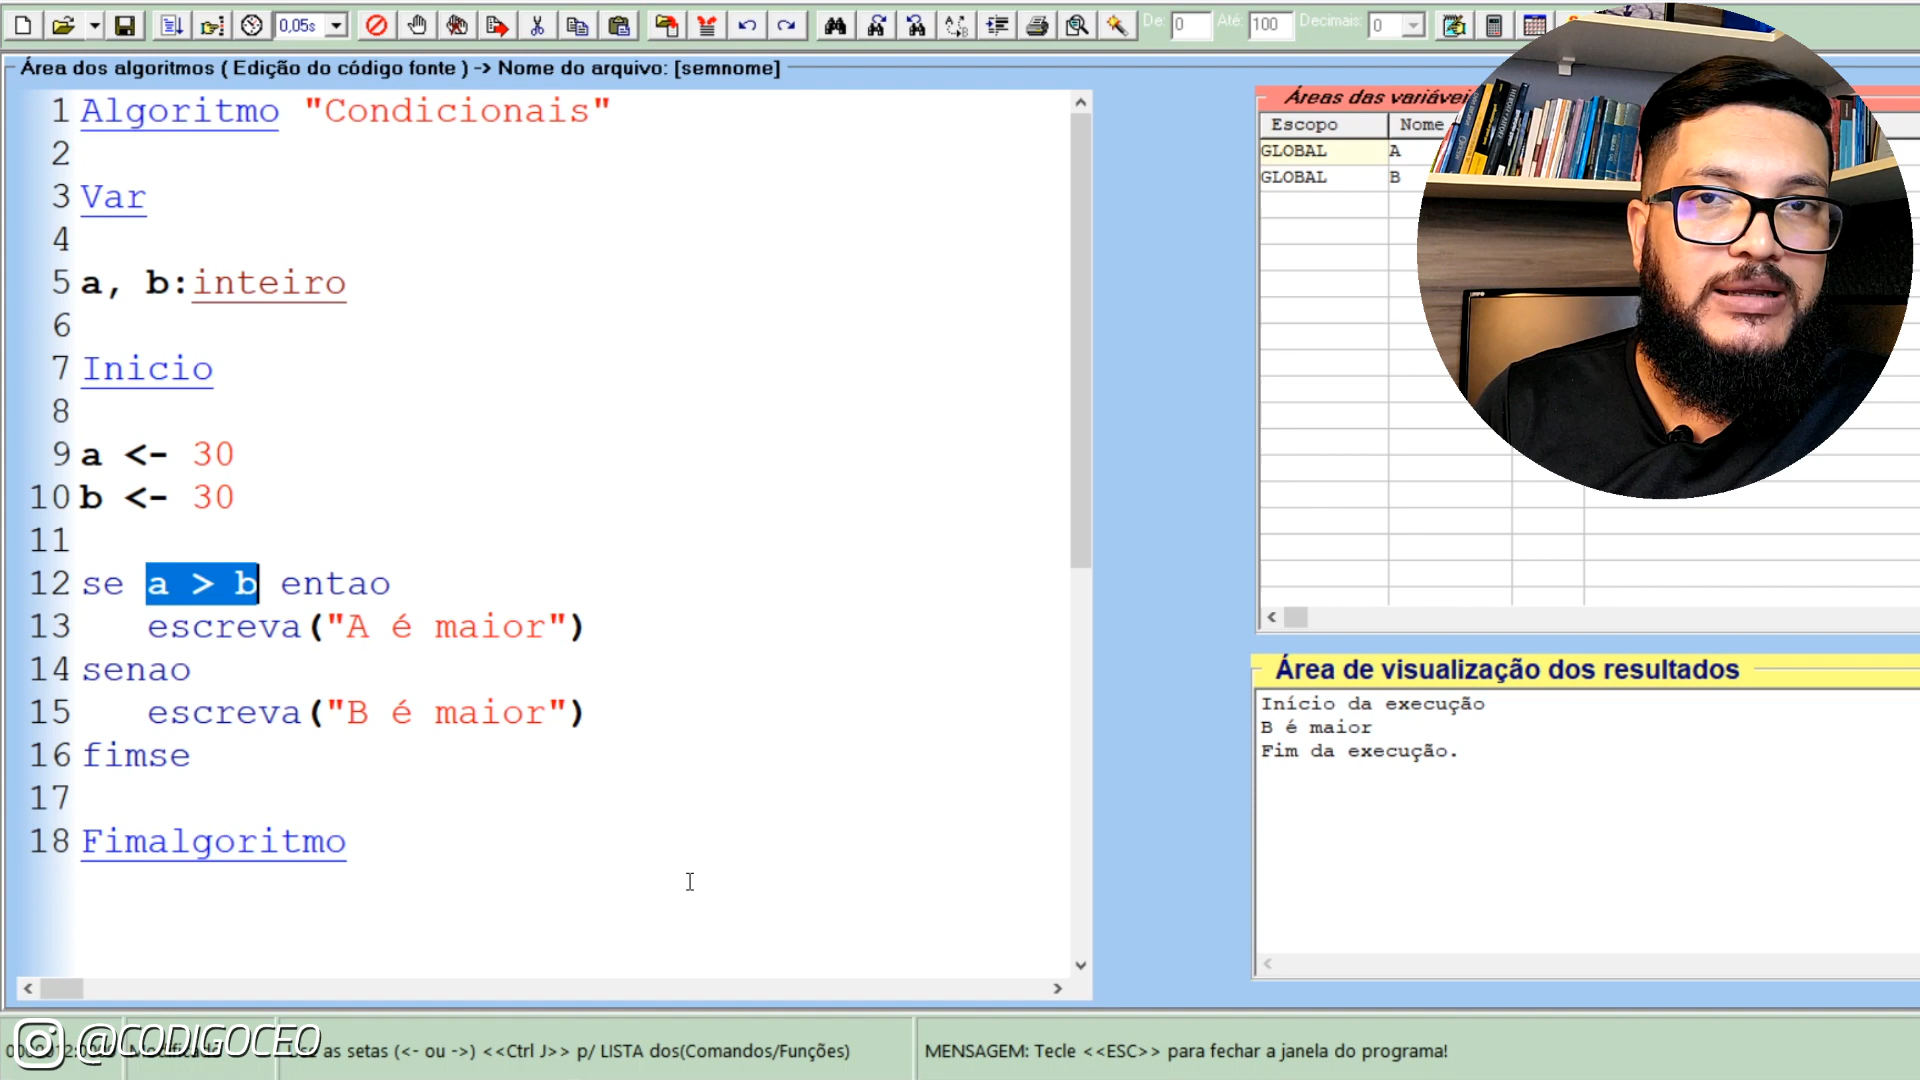 0,05s
De: 0 Até: 100 Decimais: 0
Área dos algoritmos ( Edição do código fonte ) -> Nome do arquivo: [semnome]
1 Algoritmo "Condicionais"
2
3 Var
4
5 a, b:inteiro
6
7 Inicio
8
9 a <- 30
10 b <- 30
11
12 se a > b entao
13 escreva("A é maior")
14 senao
15 escreva("B é maior")
16 fimse
17
18 Fimalgoritmo
Áreas das
Escopo Nome
GLOBAL A
GLOBAL B
Área de visualização dos resultados
Início da execução
B é maior
Fim da execução.
@CODIGOCEO
as setas (<- ou ->) <<Ctrl J>> p/ LISTA dos(Comandos/Funções)
MENSAGEM: Tecle <<ESC>> para fechar a janela do programa!